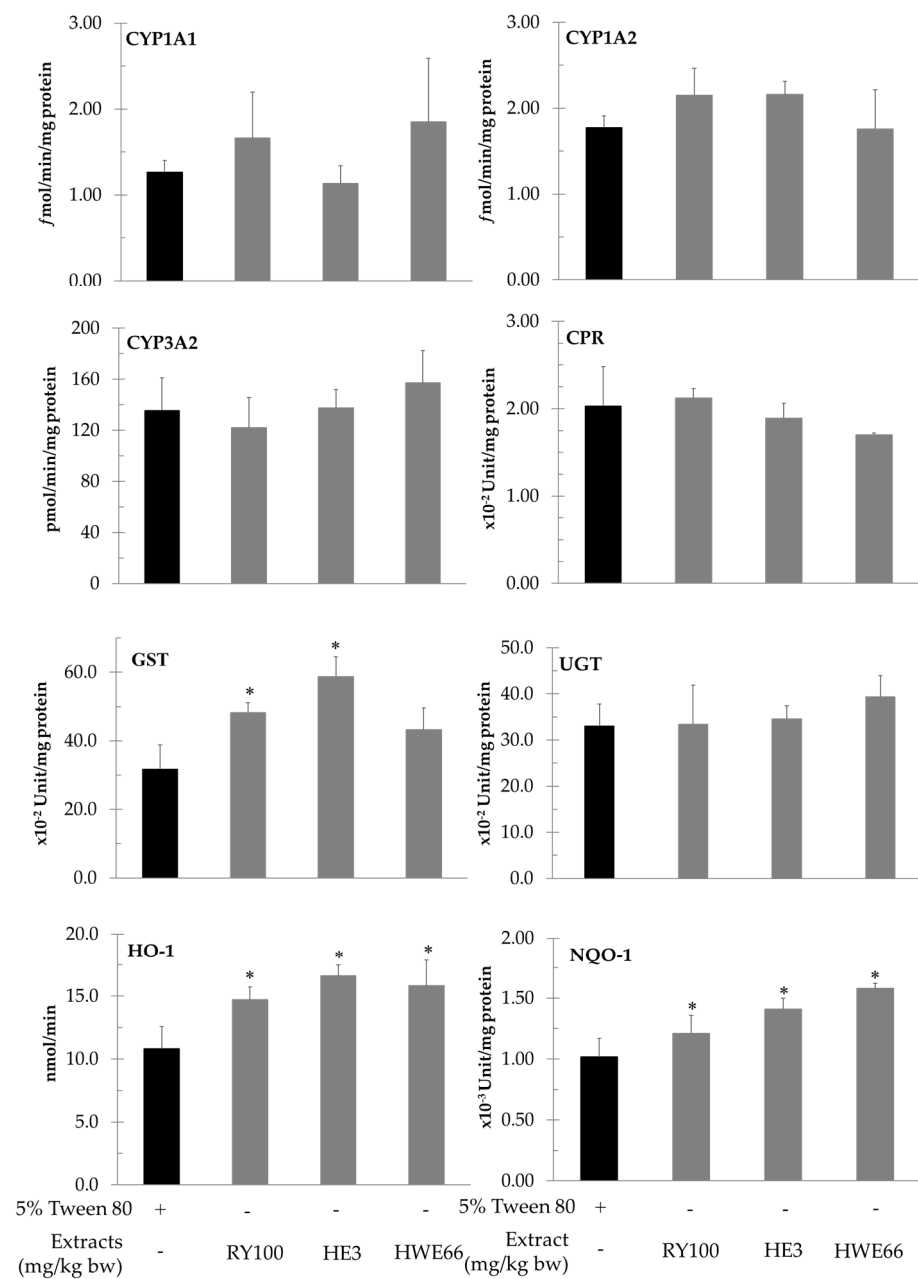 CYP1A1
fmol/min/mg protein
3.00
2.00
1.00
0.00
CYP1A2
fmol/min/mg protein
3.00
2.00
1.00
0.00
CYP3A2
pmol/min/mg protein
200
160
120
80
40
0
CPR
x10-2 Unit/mg protein
3.00
2.00
1.00
0.00
GST
x10-2 Unit/mg protein
60.0
40.0
20.0
0.0
*
*
UGT
x10-2 Unit/mg protein
50.0
40.0
30.0
20.0
10.0
0.0
HO-1
nmol/min
20.0
15.0
10.0
5.0
0.0
*
*
*
NQO-1
x10-3 Unit/mg protein
2.00
1.50
1.00
0.50
0.00
*
*
*
5% Tween 80 + - - -
Extracts
(mg/kg bw) - RY100 HE3 HWE66
5% Tween 80 + - - -
Extract
(mg/kg bw) - RY100 HE3 HWE66